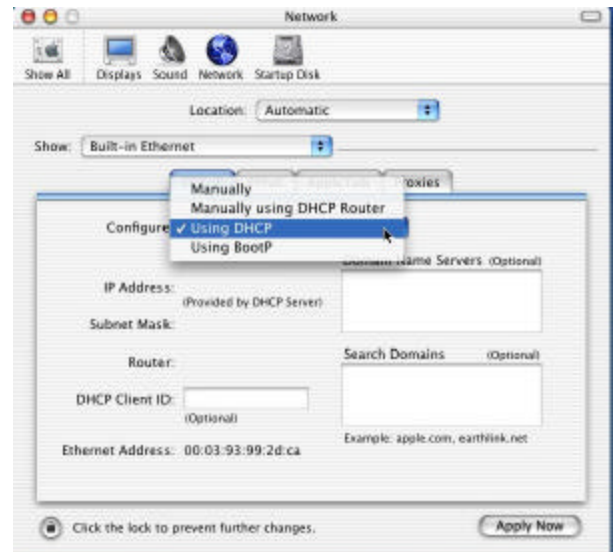 Network
Show All Displays Sound Network Startup Disk
Location: Automatic
Show: Built-in Ethernet
Proxies
Manually
Manually using DHCP Router
Configure ✓ Using DHCP
Using BootP
Domain Name Servers (Optional)
IP Address:
(Provided by DHCP Server)
Subnet Mask:
Router:
Search Domains (Optional)
DHCP Client ID:
(Optional)
Example: apple.com, earthlink.net
Ethernet Address: 00:03:93:99:2d:ca
Click the lock to prevent further changes.
Apply Now